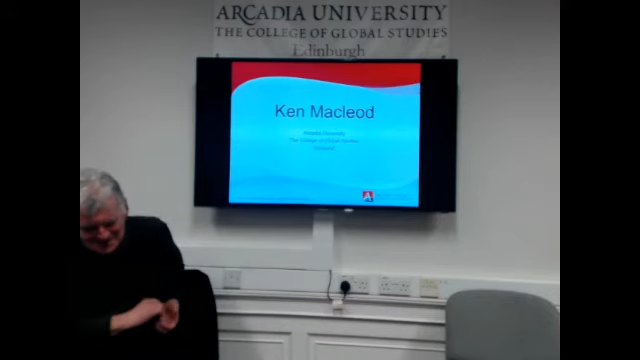 ARCADIA UNIVERSITY
THE COLLEGE OF GLOBAL STUDIES
Edinburgh
Ken Macleod
Arcadia University
The College of Global Studies